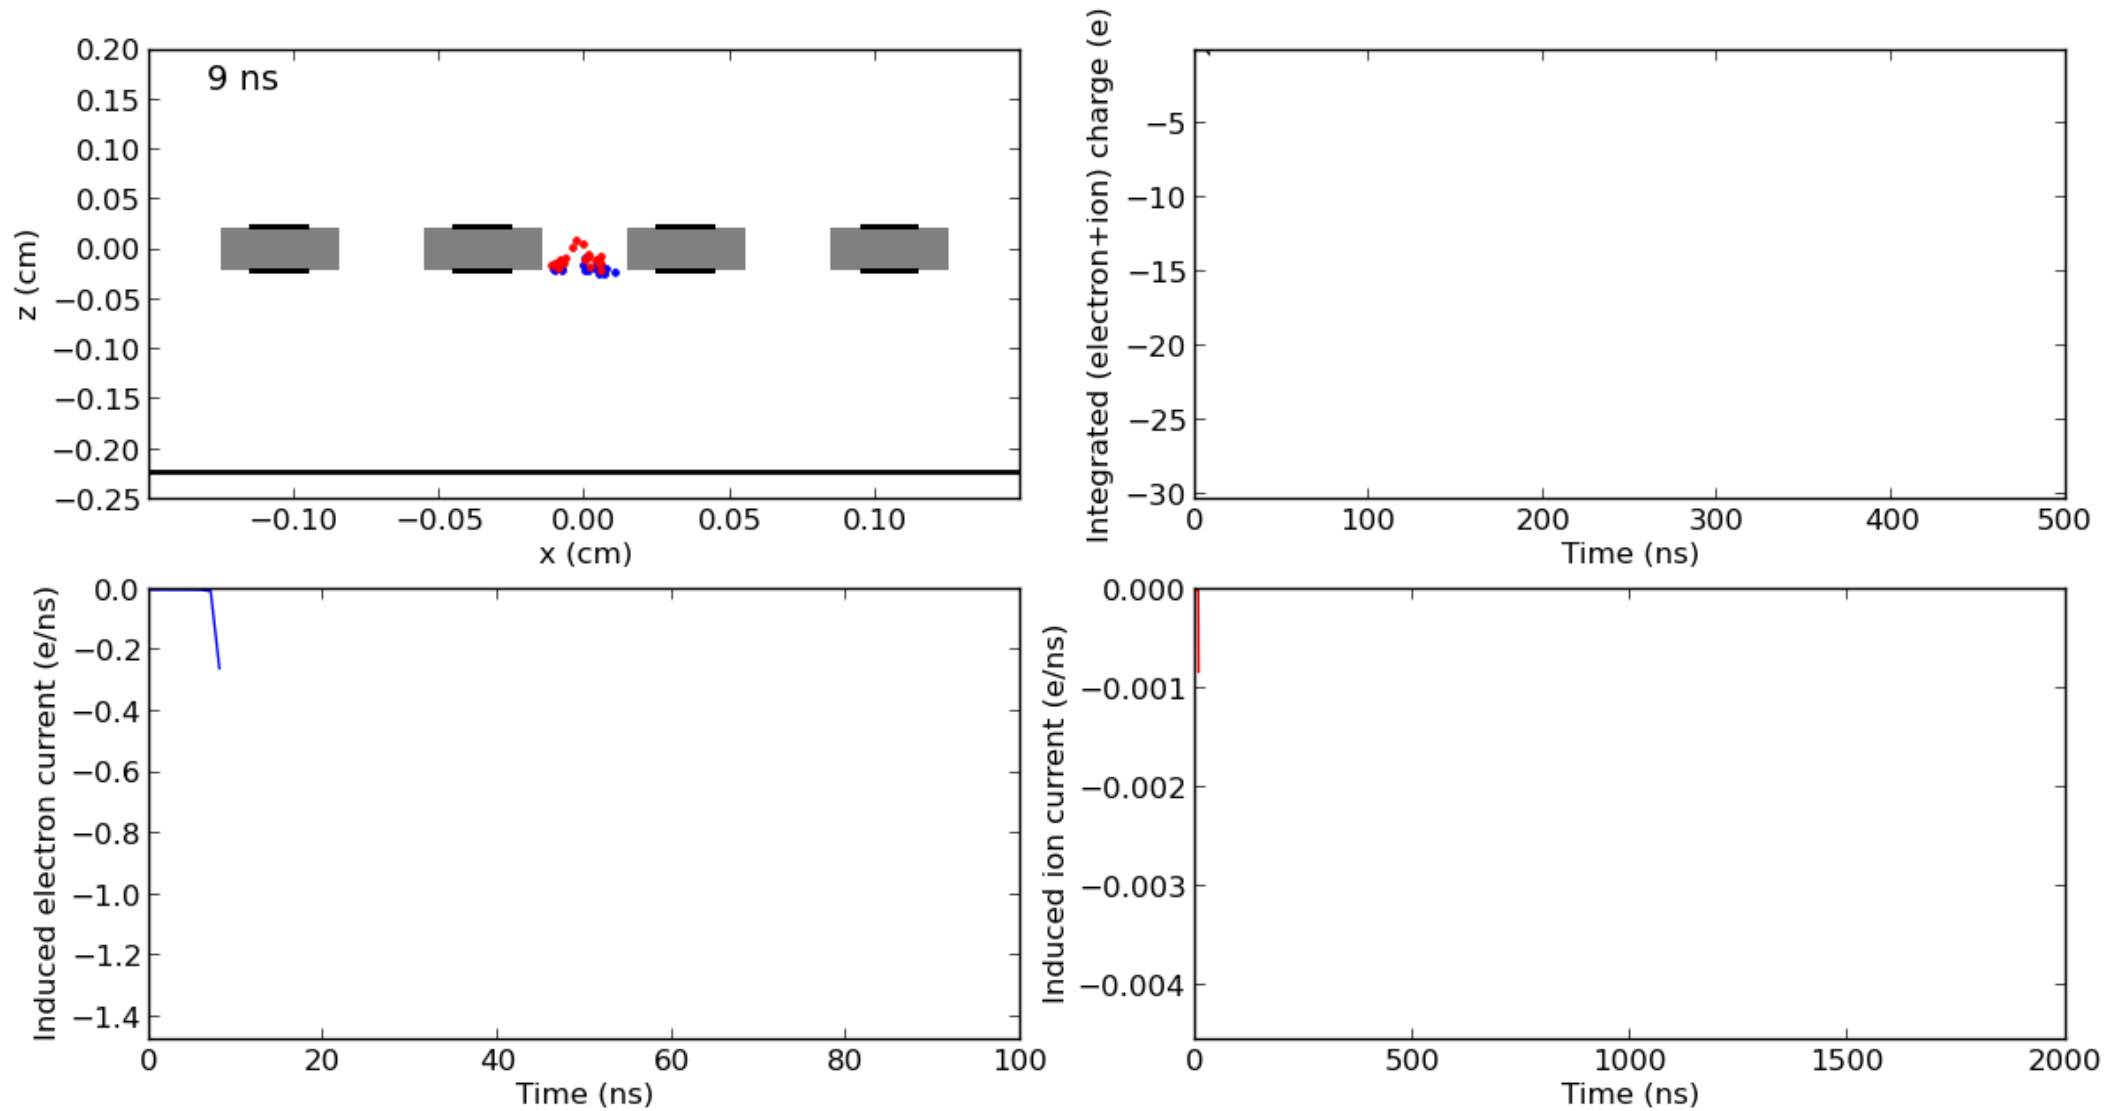 0.20
0.15
0.10
0.05
0.00
−0.05
−0.10
−0.15
−0.20
−0.25
z (cm)
9 ns
−0.10 −0.05 0.00 0.05 0.10
x (cm)
Integrated (electron+ion) charge (e)
−5
−10
−15
−20
−25
−30
0 100 200 300 400 500
Time (ns)
Induced electron current (e/ns)
0.0
−0.2
−0.4
−0.6
−0.8
−1.0
−1.2
−1.4
0 20 40 60 80 100
Time (ns)
Induced ion current (e/ns)
0.000
−0.001
−0.002
−0.003
−0.004
0 500 1000 1500 2000
Time (ns)